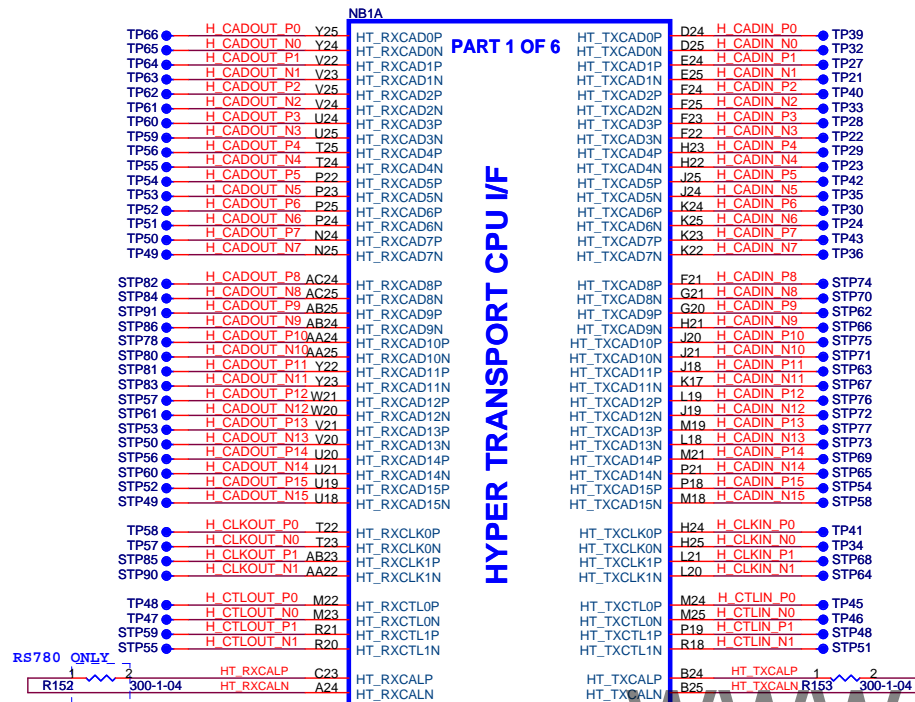 NB1A
PART 1 OF 6
HYPER TRANSPORT CPU I/F
TP66 H_CADOUT_P0 Y25 HT_RXCAD0P HT_TXCAD0P D24 H_CADIN_P0 TP39
TP65 H_CADOUT_N0 Y24 HT_RXCAD0N HT_TXCAD0N D25 H_CADIN_N0 TP32
TP64 H_CADOUT_P1 V22 HT_RXCAD1P HT_TXCAD1P E24 H_CADIN_P1 TP27
TP63 H_CADOUT_N1 V23 HT_RXCAD1N HT_TXCAD1N E25 H_CADIN_N1 TP21
TP62 H_CADOUT_P2 V25 HT_RXCAD2P HT_TXCAD2P F24 H_CADIN_P2 TP40
TP61 H_CADOUT_N2 V24 HT_RXCAD2N HT_TXCAD2N F25 H_CADIN_N2 TP33
TP60 H_CADOUT_P3 U24 HT_RXCAD3P HT_TXCAD3P F23 H_CADIN_P3 TP28
TP59 H_CADOUT_N3 U25 HT_RXCAD3N HT_TXCAD3N F22 H_CADIN_N3 TP22
TP56 H_CADOUT_P4 T25 HT_RXCAD4P HT_TXCAD4P H23 H_CADIN_P4 TP29
TP55 H_CADOUT_N4 T24 HT_RXCAD4N HT_TXCAD4N H22 H_CADIN_N4 TP23
TP54 H_CADOUT_P5 P22 HT_RXCAD5P HT_TXCAD5P J25 H_CADIN_P5 TP42
TP53 H_CADOUT_N5 P23 HT_RXCAD5N HT_TXCAD5N J24 H_CADIN_N5 TP35
TP52 H_CADOUT_P6 P25 HT_RXCAD6P HT_TXCAD6P K24 H_CADIN_P6 TP30
TP51 H_CADOUT_N6 P24 HT_RXCAD6N HT_TXCAD6N K25 H_CADIN_N6 TP24
TP50 H_CADOUT_P7 N24 HT_RXCAD7P HT_TXCAD7P K23 H_CADIN_P7 TP43
TP49 H_CADOUT_N7 N25 HT_RXCAD7N HT_TXCAD7N K22 H_CADIN_N7 TP36
STP82 H_CADOUT_P8 AC24 HT_RXCAD8P HT_TXCAD8P F21 H_CADIN_P8 STP74
STP84 H_CADOUT_N8 AC25 HT_RXCAD8N HT_TXCAD8N G21 H_CADIN_N8 STP70
STP91 H_CADOUT_P9 AB25 HT_RXCAD9P HT_TXCAD9P G20 H_CADIN_P9 STP62
STP86 H_CADOUT_N9 AB24 HT_RXCAD9N HT_TXCAD9N H21 H_CADIN_N9 STP66
STP78 H_CADOUT_P10 AA24 HT_RXCAD10P HT_TXCAD10P J20 H_CADIN_P10 STP75
STP80 H_CADOUT_N10 AA25 HT_RXCAD10N HT_TXCAD10N J21 H_CADIN_N10 STP71
STP81 H_CADOUT_P11 Y22 HT_RXCAD11P HT_TXCAD11P J18 H_CADIN_P11 STP63
STP83 H_CADOUT_N11 Y23 HT_RXCAD11N HT_TXCAD11N K17 H_CADIN_N11 STP67
STP57 H_CADOUT_P12 W21 HT_RXCAD12P HT_TXCAD12P L19 H_CADIN_P12 STP76
STP61 H_CADOUT_N12 W20 HT_RXCAD12N HT_TXCAD12N J19 H_CADIN_N12 STP72
STP53 H_CADOUT_P13 V21 HT_RXCAD13P HT_TXCAD13P M19 H_CADIN_P13 STP77
STP50 H_CADOUT_N13 V20 HT_RXCAD13N HT_TXCAD13N L18 H_CADIN_N13 STP73
STP56 H_CADOUT_P14 U20 HT_RXCAD14P HT_TXCAD14P M21 H_CADIN_P14 STP69
STP60 H_CADOUT_N14 U21 HT_RXCAD14N HT_TXCAD14N P21 H_CADIN_N14 STP65
STP52 H_CADOUT_P15 U19 HT_RXCAD15P HT_TXCAD15P P18 H_CADIN_P15 STP54
STP49 H_CADOUT_N15 U18 HT_RXCAD15N HT_TXCAD15N M18 H_CADIN_N15 STP58
TP58 H_CLKOUT_P0 T22 HT_RXCLK0P HT_TXCLK0P H24 H_CLKIN_P0 TP41
TP57 H_CLKOUT_N0 T23 HT_RXCLK0N HT_TXCLK0N H25 H_CLKIN_N0 TP34
STP85 H_CLKOUT_P1 AB23 HT_RXCLK1P HT_TXCLK1P L21 H_CLKIN_P1 STP68
STP90 H_CLKOUT_N1 AA22 HT_RXCLK1N HT_TXCLK1N L20 H_CLKIN_N1 STP64
TP48 H_CTLOUT_P0 M22 HT_RXCTL0P HT_TXCTL0P M24 H_CTLIN_P0 TP45
TP47 H_CTLOUT_N0 M23 HT_RXCTL0N HT_TXCTL0N M25 H_CTLIN_N0 TP46
STP59 H_CTLOUT_P1 R21 HT_RXCTL1P HT_TXCTL1P P19 H_CTLIN_P1 STP48
STP55 H_CTLOUT_N1 R20 HT_RXCTL1N HT_TXCTL1N R18 H_CTLIN_N1 STP51
RS780 ONLY
1 2 HT_RXCALP C23 HT_RXCALP HT_TXCALP B24 HT_TXCALP 1 2
R152 300-1-04 HT_RXCALN A24 HT_RXCALN HT_TXCALN B25 HT_TXCALN R153 300-1-04